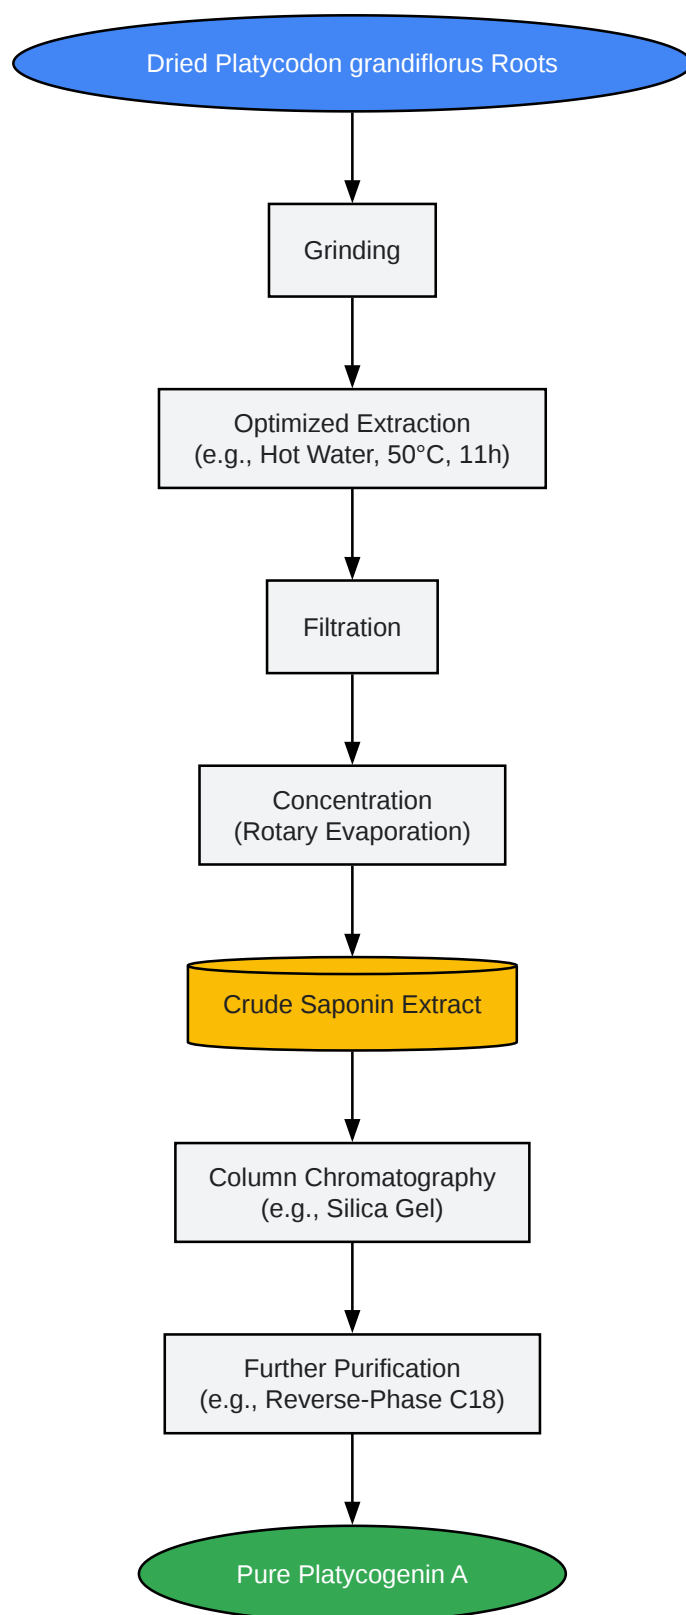 Dried Platycodon grandiflorus Roots
Grinding
Optimized Extraction
(e.g., Hot Water, 50°C, 11h)
Filtration
Concentration
(Rotary Evaporation)
Crude Saponin Extract
Column Chromatography
(e.g., Silica Gel)
Further Purification
(e.g., Reverse-Phase C18)
Pure Platycogenin A